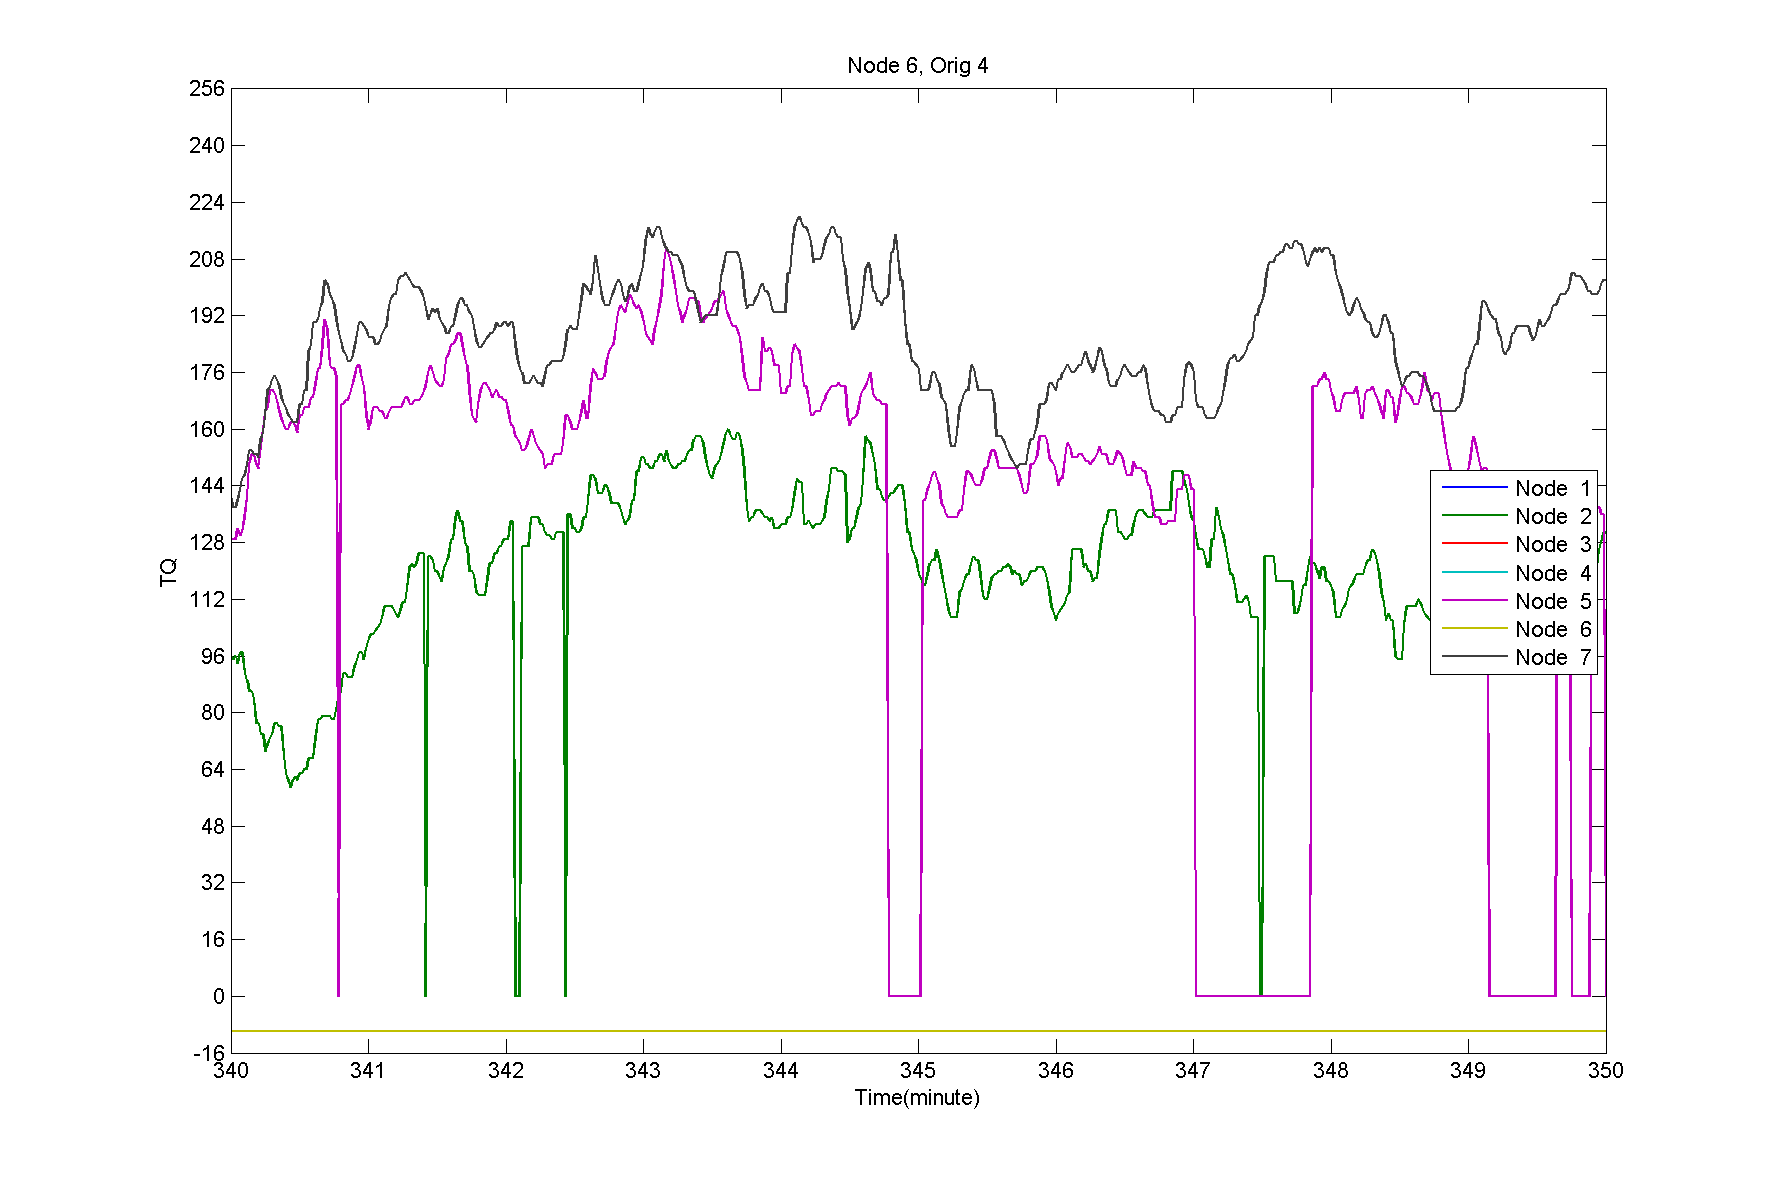 Node 6, Orig 4
256
240
224
208
192
176
160
144
128
112
96
80
64
48
32
16
0
-16
TQ
340 341 342 343 344 345 346 347 348 349 350
Time(minute)
Node 1
Node 2
Node 3
Node 4
Node 5
Node 6
Node 7